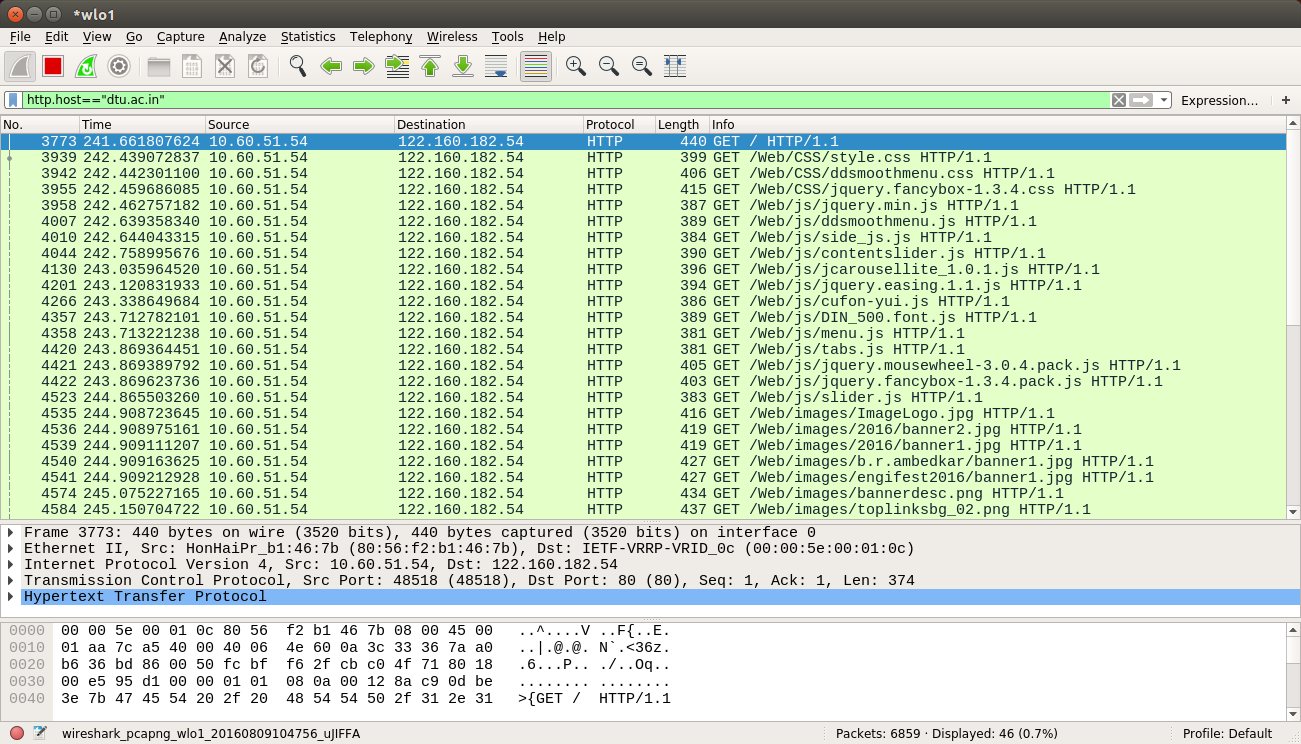 *wlo1
File Edit View Go Capture Analyze Statistics Telephony Wireless Tools Help
http.host=="dtu.ac.in" Expression... +
No. Time Source Destination Protocol Length Info
3773 241.661807624 10.60.51.54 122.160.182.54 HTTP 440 GET / HTTP/1.1
3939 242.439072837 10.60.51.54 122.160.182.54 HTTP 399 GET /Web/CSS/style.css HTTP/1.1
3942 242.442301100 10.60.51.54 122.160.182.54 HTTP 406 GET /Web/CSS/ddsmoothmenu.css HTTP/1.1
3955 242.459686085 10.60.51.54 122.160.182.54 HTTP 415 GET /Web/CSS/jquery.fancybox-1.3.4.css HTTP/1.1
3958 242.462757182 10.60.51.54 122.160.182.54 HTTP 387 GET /Web/js/jquery.min.js HTTP/1.1
4007 242.639358340 10.60.51.54 122.160.182.54 HTTP 389 GET /Web/js/ddsmoothmenu.js HTTP/1.1
4010 242.644043315 10.60.51.54 122.160.182.54 HTTP 384 GET /Web/js/side_js.js HTTP/1.1
4044 242.758995676 10.60.51.54 122.160.182.54 HTTP 390 GET /Web/js/contentslider.js HTTP/1.1
4130 243.035964520 10.60.51.54 122.160.182.54 HTTP 396 GET /Web/js/jcarousellite_1.0.1.js HTTP/1.1
4201 243.120831933 10.60.51.54 122.160.182.54 HTTP 394 GET /Web/js/jquery.easing.1.1.js HTTP/1.1
4266 243.338649684 10.60.51.54 122.160.182.54 HTTP 386 GET /Web/js/cufon-yui.js HTTP/1.1
4357 243.712782101 10.60.51.54 122.160.182.54 HTTP 389 GET /Web/js/DIN_500.font.js HTTP/1.1
4358 243.713221238 10.60.51.54 122.160.182.54 HTTP 381 GET /Web/js/menu.js HTTP/1.1
4420 243.869364451 10.60.51.54 122.160.182.54 HTTP 381 GET /Web/js/tabs.js HTTP/1.1
4421 243.869389792 10.60.51.54 122.160.182.54 HTTP 405 GET /Web/js/jquery.mousewheel-3.0.4.pack.js HTTP/1.1
4422 243.869623736 10.60.51.54 122.160.182.54 HTTP 403 GET /Web/js/jquery.fancybox-1.3.4.pack.js HTTP/1.1
4523 244.865503260 10.60.51.54 122.160.182.54 HTTP 383 GET /Web/js/slider.js HTTP/1.1
4535 244.908723645 10.60.51.54 122.160.182.54 HTTP 416 GET /Web/images/ImageLogo.jpg HTTP/1.1
4536 244.908975161 10.60.51.54 122.160.182.54 HTTP 419 GET /Web/images/2016/banner2.jpg HTTP/1.1
4539 244.909111207 10.60.51.54 122.160.182.54 HTTP 419 GET /Web/images/2016/banner1.jpg HTTP/1.1
4540 244.909163625 10.60.51.54 122.160.182.54 HTTP 427 GET /Web/images/b.r.ambedkar/banner1.jpg HTTP/1.1
4541 244.909212928 10.60.51.54 122.160.182.54 HTTP 427 GET /Web/images/engifest2016/banner1.jpg HTTP/1.1
4574 245.075227165 10.60.51.54 122.160.182.54 HTTP 434 GET /Web/images/bannerdesc.png HTTP/1.1
4584 245.150704722 10.60.51.54 122.160.182.54 HTTP 437 GET /Web/images/toplinksbg_02.png HTTP/1.1
Frame 3773: 440 bytes on wire (3520 bits), 440 bytes captured (3520 bits) on interface 0
Ethernet II, Src: HonHaiPr_b1:46:7b (80:56:f2:b1:46:7b), Dst: IETF-VRRP-VRID_0c (00:00:5e:00:01:0c)
Internet Protocol Version 4, Src: 10.60.51.54, Dst: 122.160.182.54
Transmission Control Protocol, Src Port: 48518 (48518), Dst Port: 80 (80), Seq: 1, Ack: 1, Len: 374
Hypertext Transfer Protocol
0000 00 00 5e 00 01 0c 80 56 f2 b1 46 7b 08 00 45 00 ..^....V ..F{..E.
0010 01 aa 7c a5 40 00 40 06 4e 60 0a 3c 33 36 7a a0 ..|.@.@. N`.<36z.
0020 b6 36 bd 86 00 50 fc bf f6 2f cb c0 4f 71 80 18 .6...P.. ./..Oq..
0030 00 e5 95 d1 00 00 01 01 08 0a 00 12 8a c9 0d be ........ ........
0040 3e 7b 47 45 54 20 2f 20 48 54 54 50 2f 31 2e 31 >{GET / HTTP/1.1
wireshark_pcapng_wlo1_20160809104756_uJIFFA Packets: 6859 · Displayed: 46 (0.7%) Profile: Default